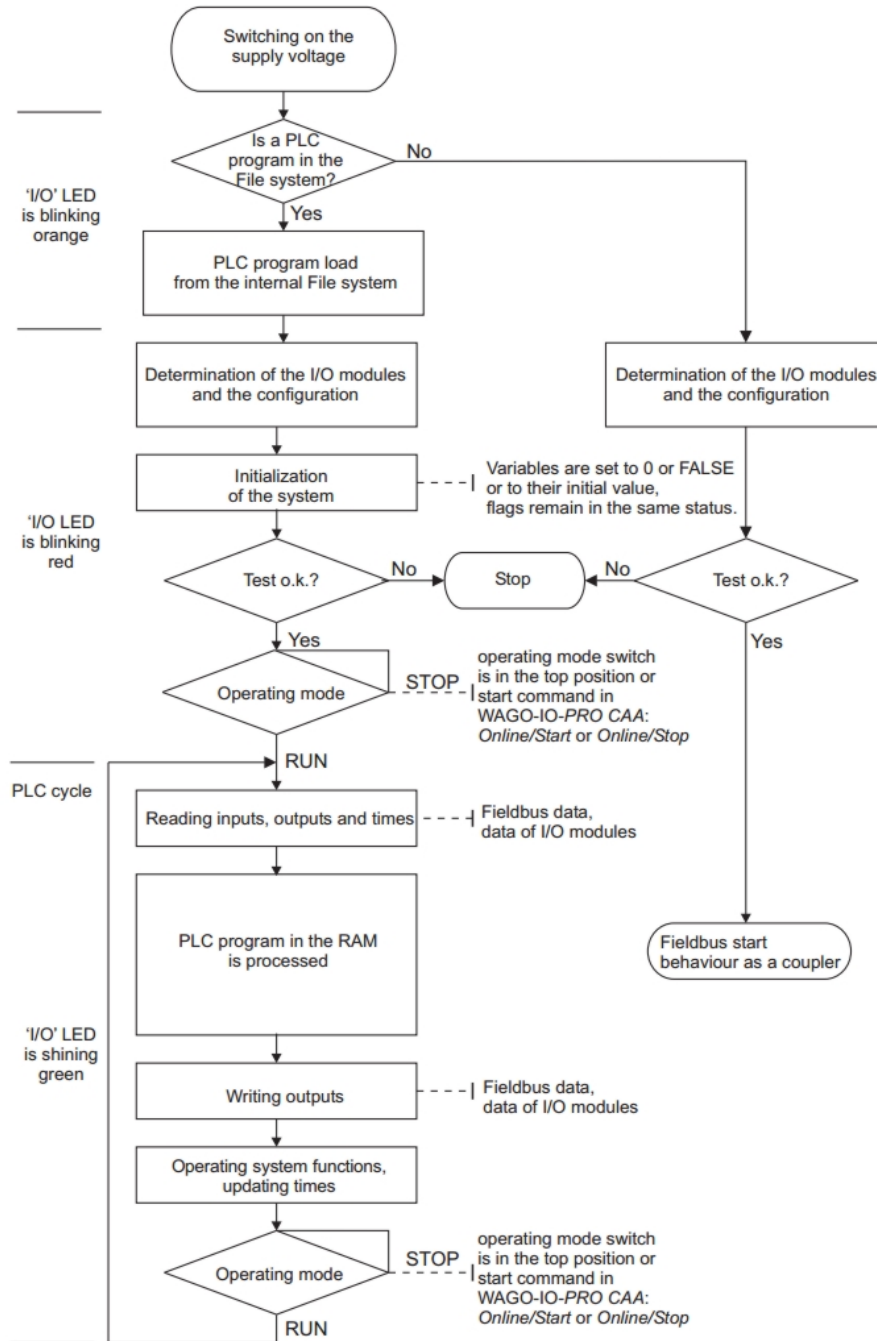 Switching on the
supply voltage
Is a PLC
program in the
File system?
No
Yes
'I/O' LED
is blinking
orange
PLC program load
from the internal File system
Determination of the I/O modules
and the configuration
Determination of the I/O modules
and the configuration
Initialization
of the system
Variables are set to 0 or FALSE
or to their initial value,
flags remain in the same status.
'I/O LED
is blinking
red
Test o.k.?
No
Stop
No
Test o.k.?
Yes
Yes
Operating mode
STOP
operating mode switch
is in the top position or
start command in
WAGO-IO-PRO CAA:
Online/Start or Online/Stop
RUN
PLC cycle
Reading inputs, outputs and times
Fieldbus data,
data of I/O modules
PLC program in the RAM
is processed
Fieldbus start
behaviour as a coupler
'I/O' LED
is shining
green
Writing outputs
Fieldbus data,
data of I/O modules
Operating system functions,
updating times
Operating mode
STOP
operating mode switch
is in the top position or
start command in
WAGO-IO-PRO CAA:
Online/Start or Online/Stop
RUN